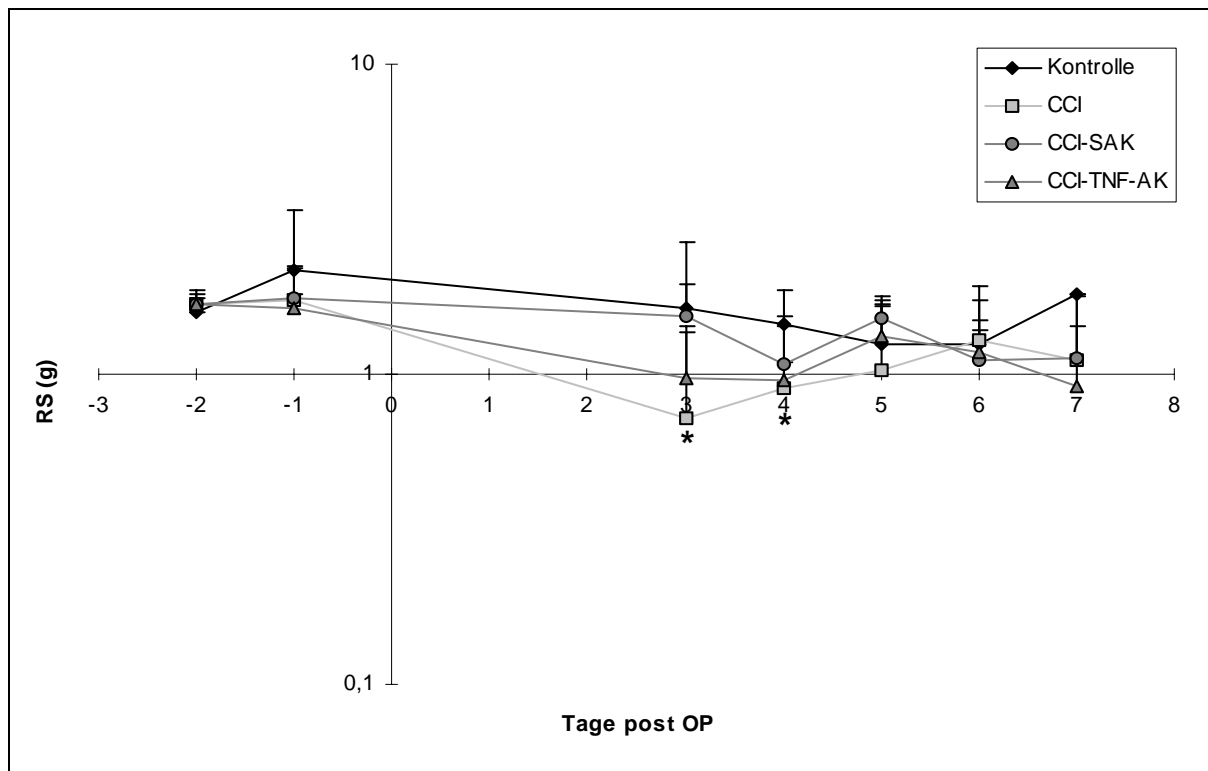 10
Kontrolle
CCI
CCI-SAK
CCI-TNF-AK
RS (g)
1
-3 -2 -1 0 1 2 3 4 5 6 7 8
* *
0,1
Tage post OP